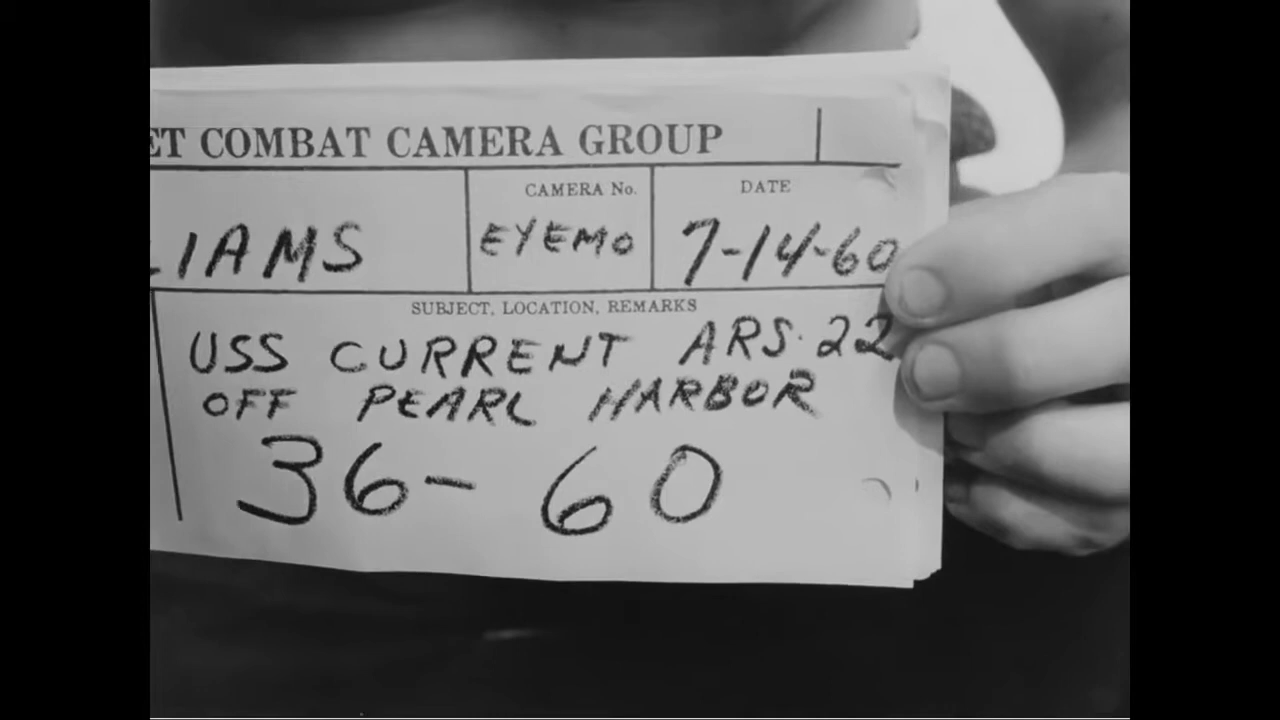 ET COMBAT CAMERA GROUP
CAMERA No.
DATE
LIAMS
EYEMO
7-14-60
SUBJECT, LOCATION, REMARKS
USS CURRENT ARS-22
OFF PEARL HARBOR
36-60